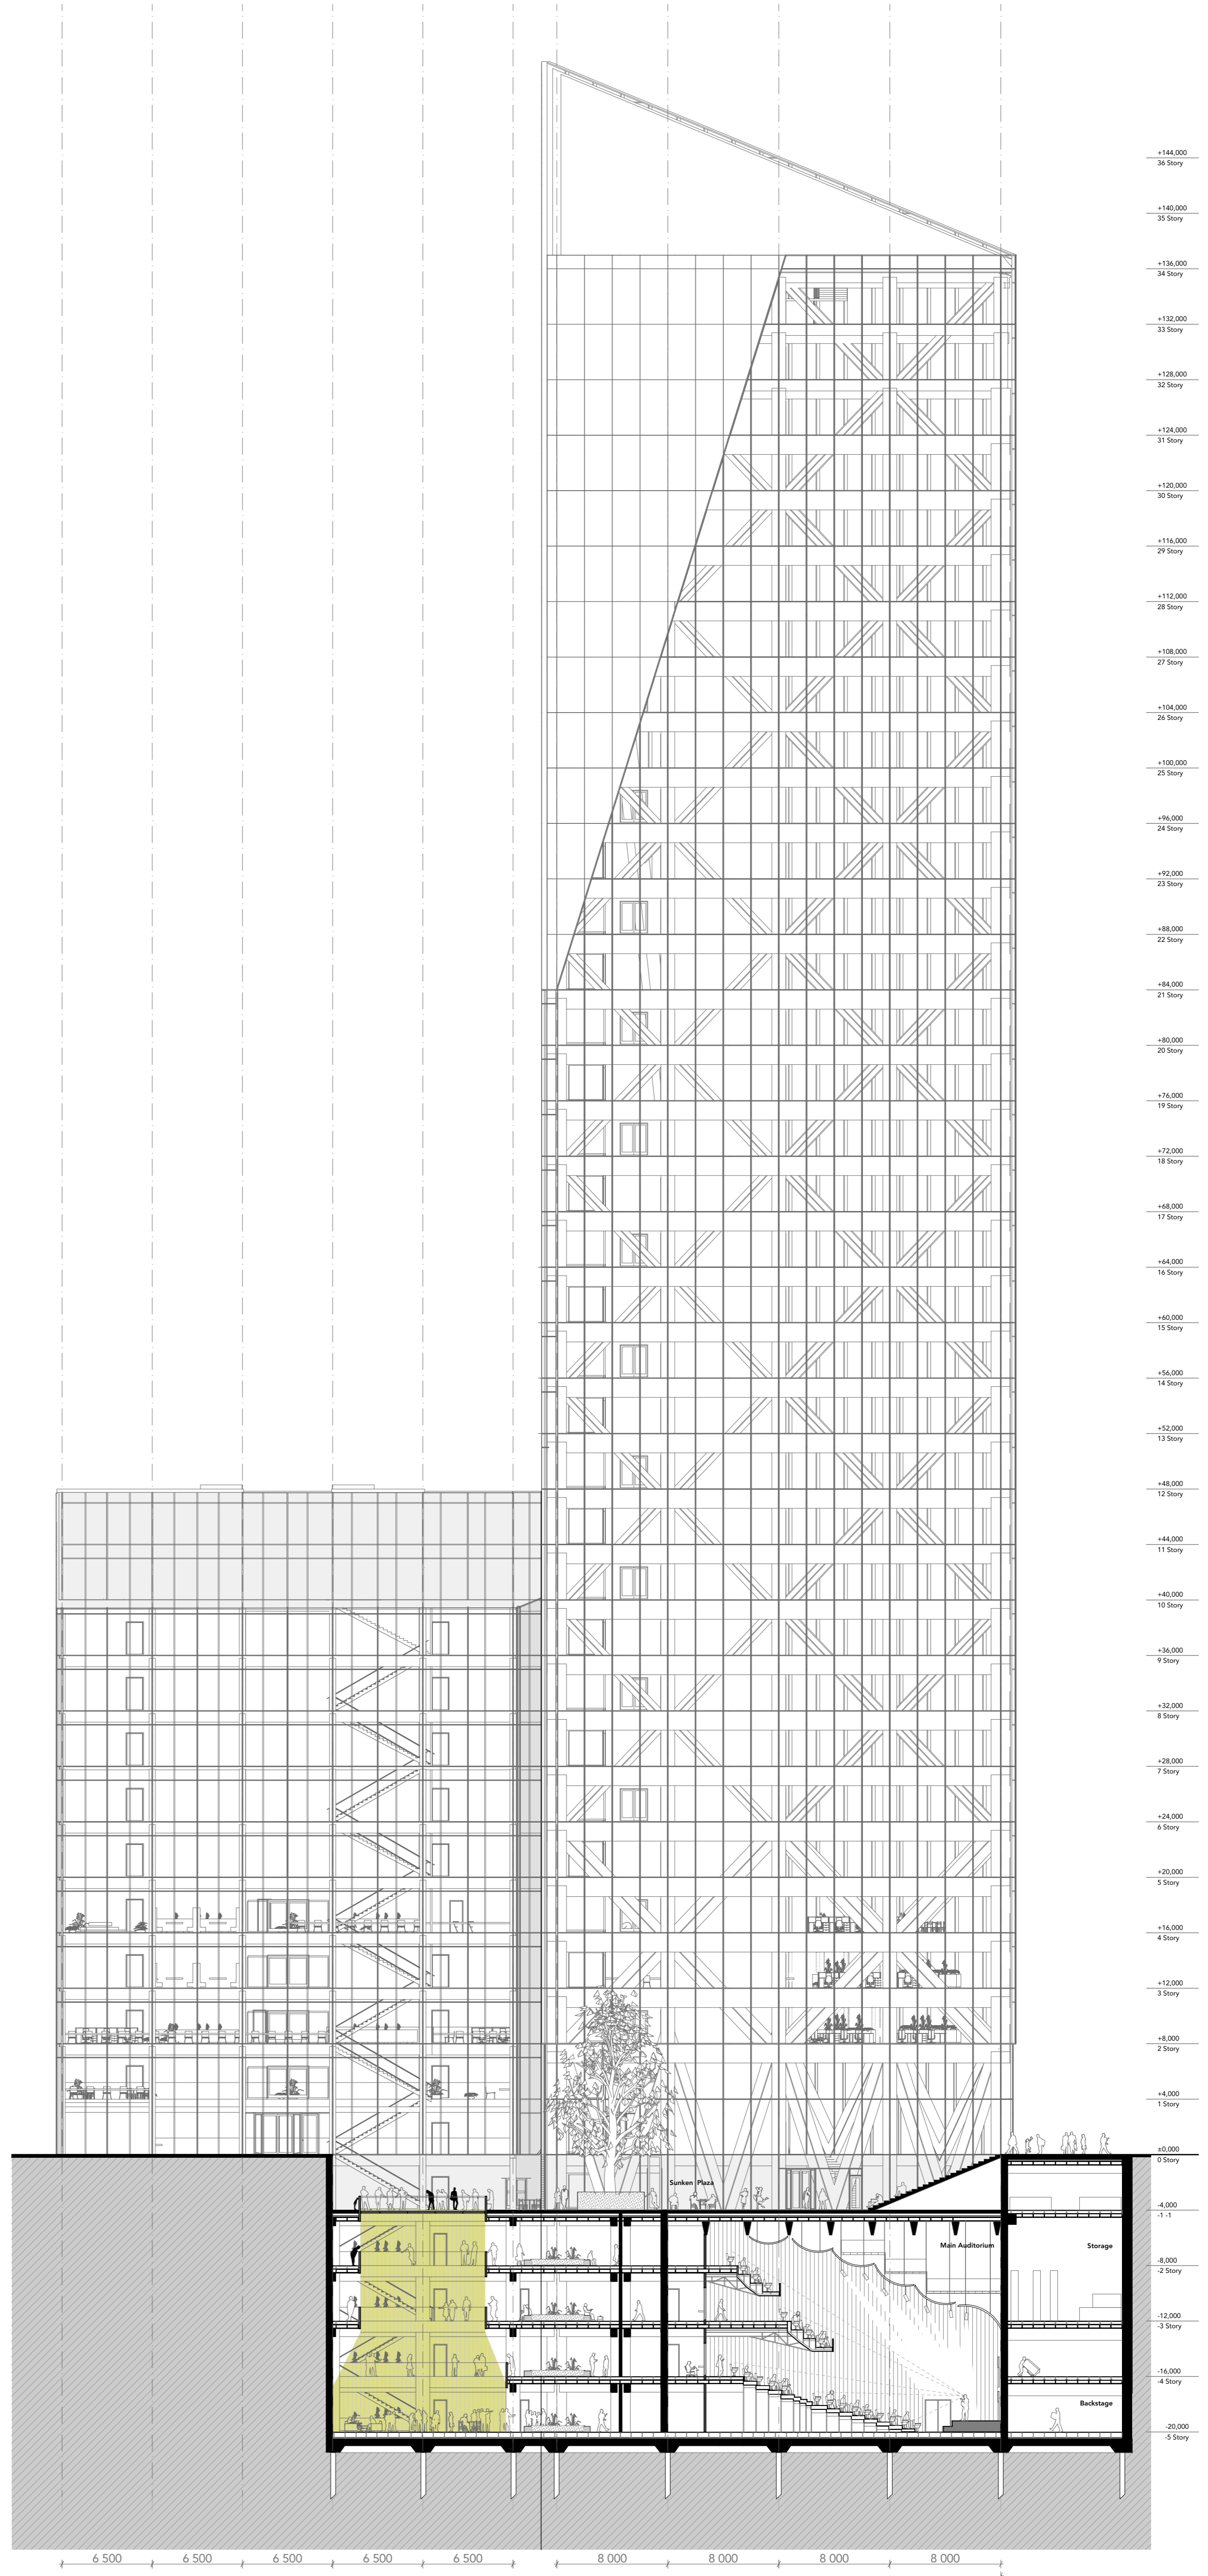 +144,000
36 Story
+140,000
35 Story
+136,000
34 Story
+132,000
33 Story
+128,000
32 Story
+124,000
31 Story
+120,000
30 Story
+116,000
29 Story
+112,000
28 Story
+108,000
27 Story
+104,000
26 Story
+100,000
25 Story
+96,000
24 Story
+92,000
23 Story
+88,000
22 Story
+84,000
21 Story
+80,000
20 Story
+76,000
19 Story
+72,000
18 Story
+68,000
17 Story
+64,000
16 Story
+60,000
15 Story
+56,000
14 Story
+52,000
13 Story
+48,000
12 Story
+44,000
11 Story
+40,000
10 Story
+36,000
9 Story
+32,000
8 Story
+28,000
7 Story
+24,000
6 Story
+20,000
5 Story
+16,000
4 Story
+12,000
3 Story
+8,000
2 Story
+4,000
1 Story
±0,000
0 Story
Sunken Plaza
-4,000
-1 -1
Main Auditorium
Storage
-8,000
-2 Story
-12,000
-3 Story
-16,000
-4 Story
Backstage
-20,000
-5 Story
6 500 6 500 6 500 6 500 6 500 8 000 8 000 8 000 8 000